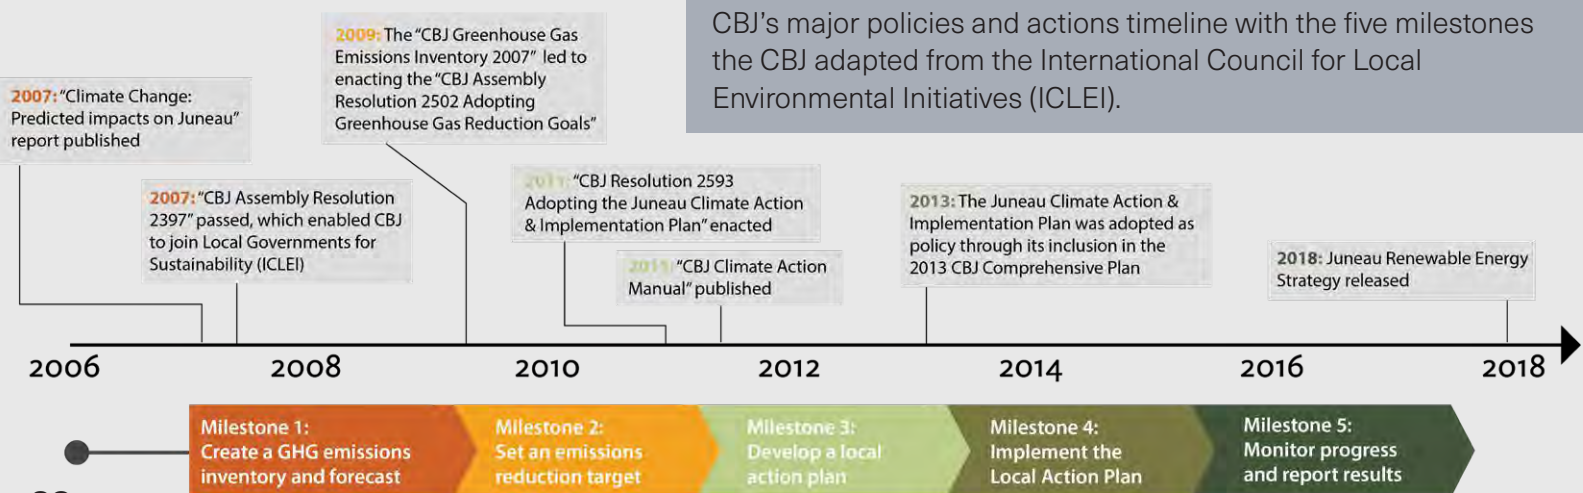 CBJ's major policies and actions timeline with the five milestones
the CBJ adapted from the International Council for Local
Environmental Initiatives (ICLEI).
2007: "Climate Change:
Predicted impacts on Juneau"
report published
2007: "CBJ Assembly Resolution
2397" passed, which enabled CBJ
to join Local Governments for
Sustainability (ICLEI)
2009: The "CBJ Greenhouse Gas
Emissions Inventory 2007" led to
enacting the "CBJ Assembly
Resolution 2502 Adopting
Greenhouse Gas Reduction Goals"
2011: "CBJ Resolution 2593
Adopting the Juneau Climate Action
& Implementation Plan" enacted
2011: "CBJ Climate Action
Manual" published
2013: The Juneau Climate Action &
Implementation Plan was adopted as
policy through its inclusion in the
2013 CBJ Comprehensive Plan
2018: Juneau Renewable Energy
Strategy released
2006 2008 2010 2012 2014 2016 2018
Milestone 1:
Create a GHG emissions
inventory and forecast
Milestone 2:
Set an emissions
reduction target
Milestone 3:
Develop a local
action plan
Milestone 4:
Implement the
Local Action Plan
Milestone 5:
Monitor progress
and report results